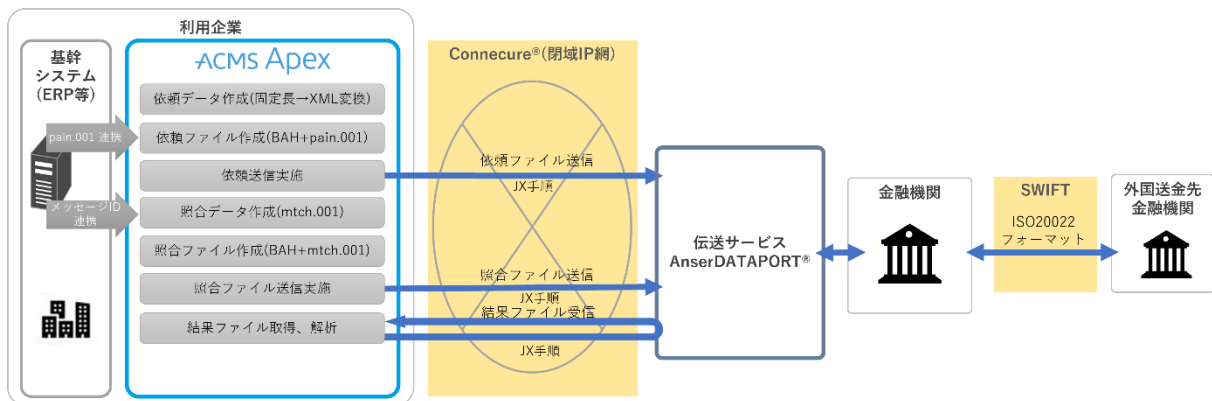 利用企業
基幹
システム
(ERP等)
pain.001 連携
メッセージID
連携
ACMS Apex
依頼データ作成(固定長→XML変換)
依頼ファイル作成(BAH+pain.001)
依頼送信実施
照合データ作成(mtch.001)
照合ファイル作成(BAH+mtch.001)
照合ファイル送信実施
結果ファイル取得、解析
Connecure®(閉域IP網)
依頼ファイル送信
JX手順
照合ファイル送信
JX手順
結果ファイル受信
JX手順
伝送サービス
AnserDATAPORT®
金融機関
SWIFT
ISO20022
フォーマット
外国送金先
金融機関